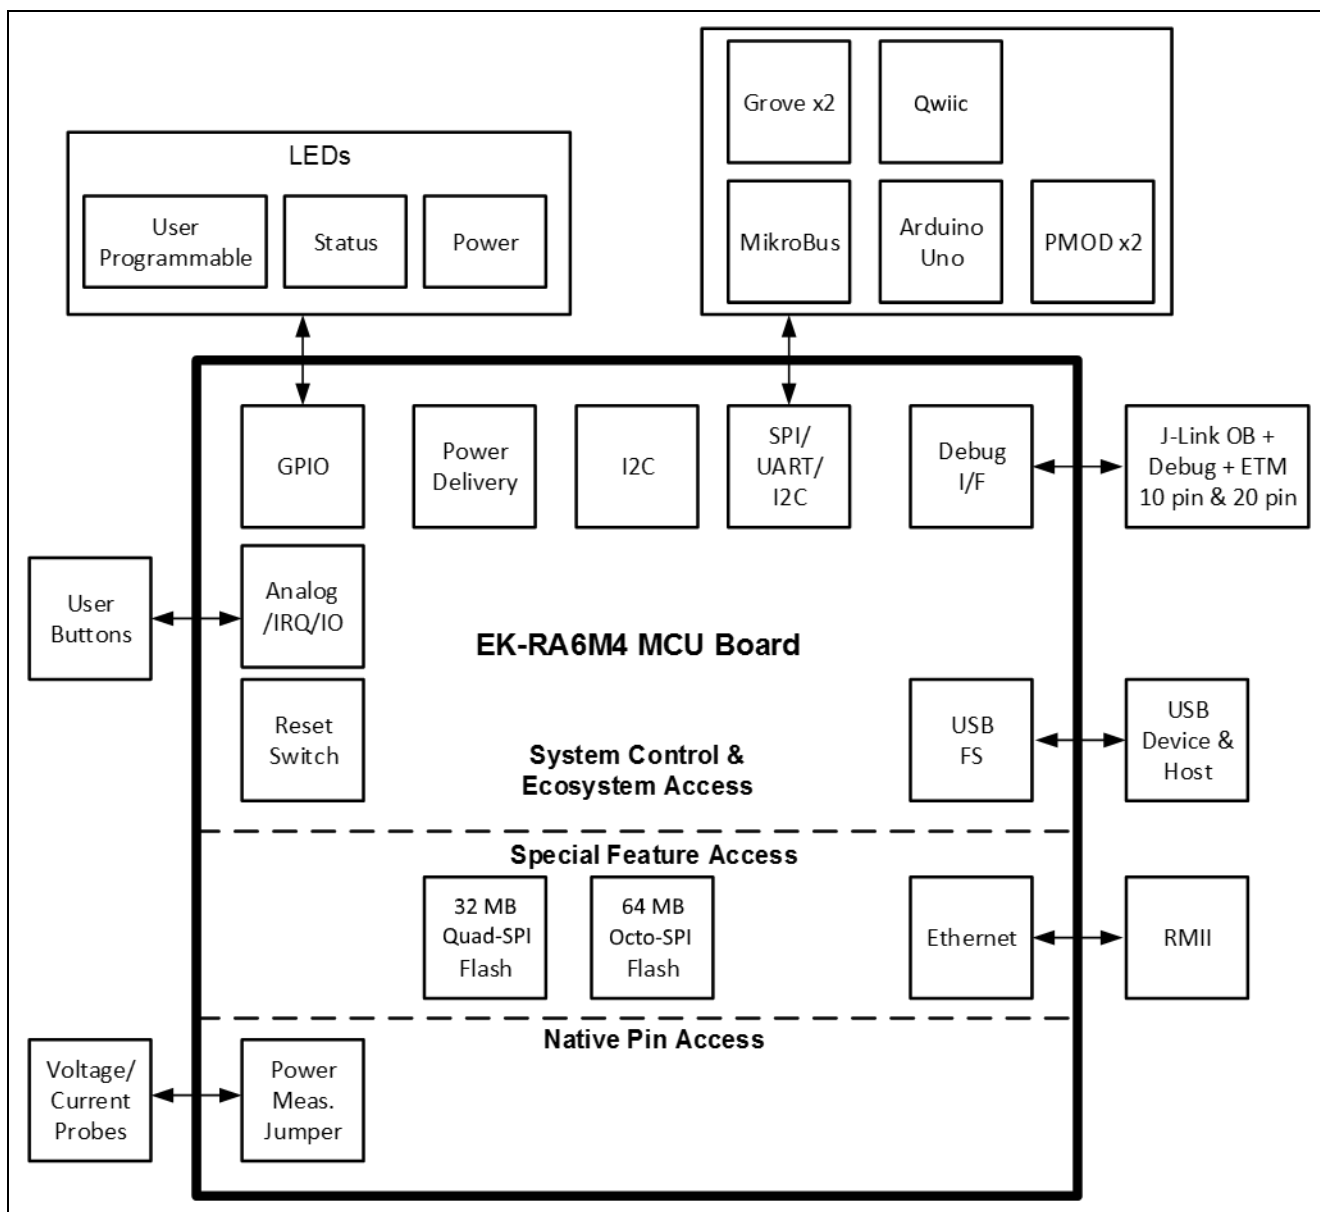 Grove x2
Qwiic
LEDs
User
Programmable
Status
Power
MikroBus
Arduino
Uno
PMOD x2
GPIO
Power
Delivery
I2C
SPI/
UART/
I2C
Debug
I/F
J-Link OB +
Debug + ETM
10 pin & 20 pin
User
Buttons
Analog
/IRQ/IO
EK-RA6M4 MCU Board
Reset
Switch
System Control &
Ecosystem Access
USB
FS
USB
Device &
Host
Special Feature Access
32 MB
Quad-SPI
Flash
64 MB
Octo-SPI
Flash
Ethernet
RMII
Native Pin Access
Voltage/
Current
Probes
Power
Meas.
Jumper